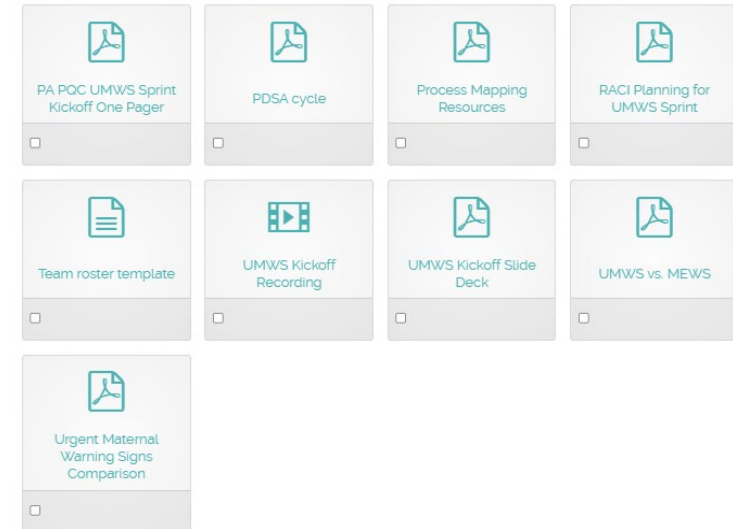 PA PQC UMWS Sprint
Kickoff One Pager
PDSA cycle
Process Mapping
Resources
RACI Planning for
UMWS Sprint
Team roster template
UMWS Kickoff
Recording
UMWS Kickoff Slide
Deck
UMWS vs. MEWS
Urgent Maternal
Warning Signs
Comparison